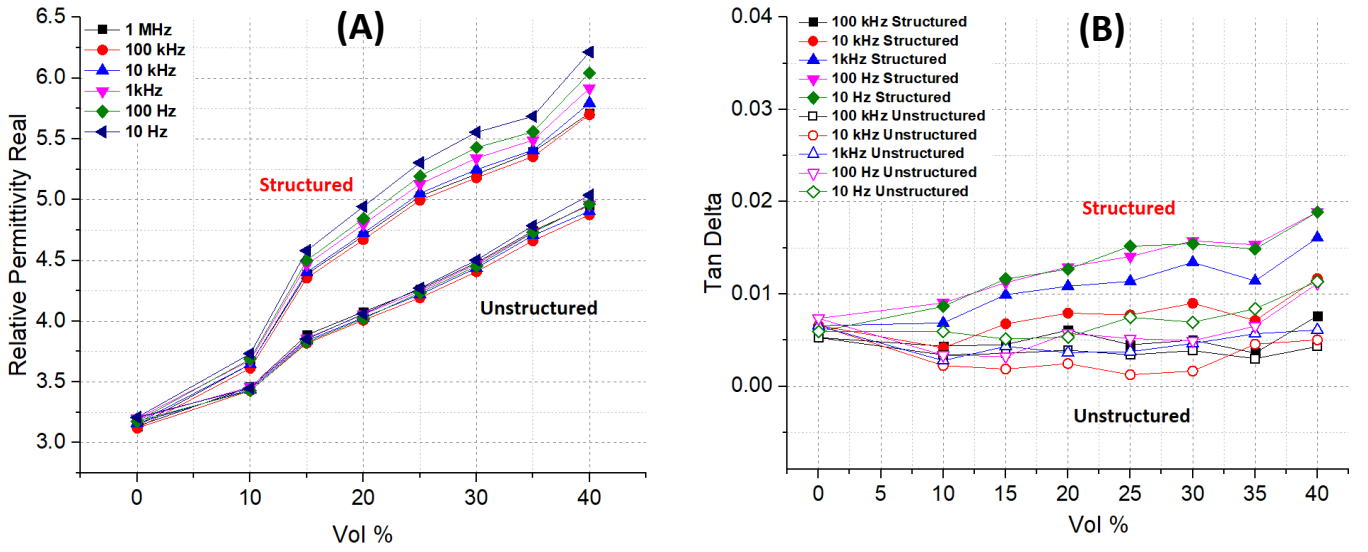 (A)
6.5
6.0
5.5
5.0
4.5
4.0
3.5
3.0
Relative Permittivity Real
1 MHz
100 kHz
10 kHz
1kHz
100 Hz
10 Hz
Structured
Unstructured
0
10
20
30
40
Vol %
(B)
0.04
0.03
0.02
0.01
0.00
Tan Delta
100 kHz Structured
10 kHz Structured
1kHz Structured
100 Hz Structured
10 Hz Structured
100 kHz Unstructured
10 kHz Unstructured
1kHz Unstructured
100 Hz Unstructured
10 Hz Unstructured
Structured
Unstructured
0
5
10
15
20
25
30
35
40
Vol %